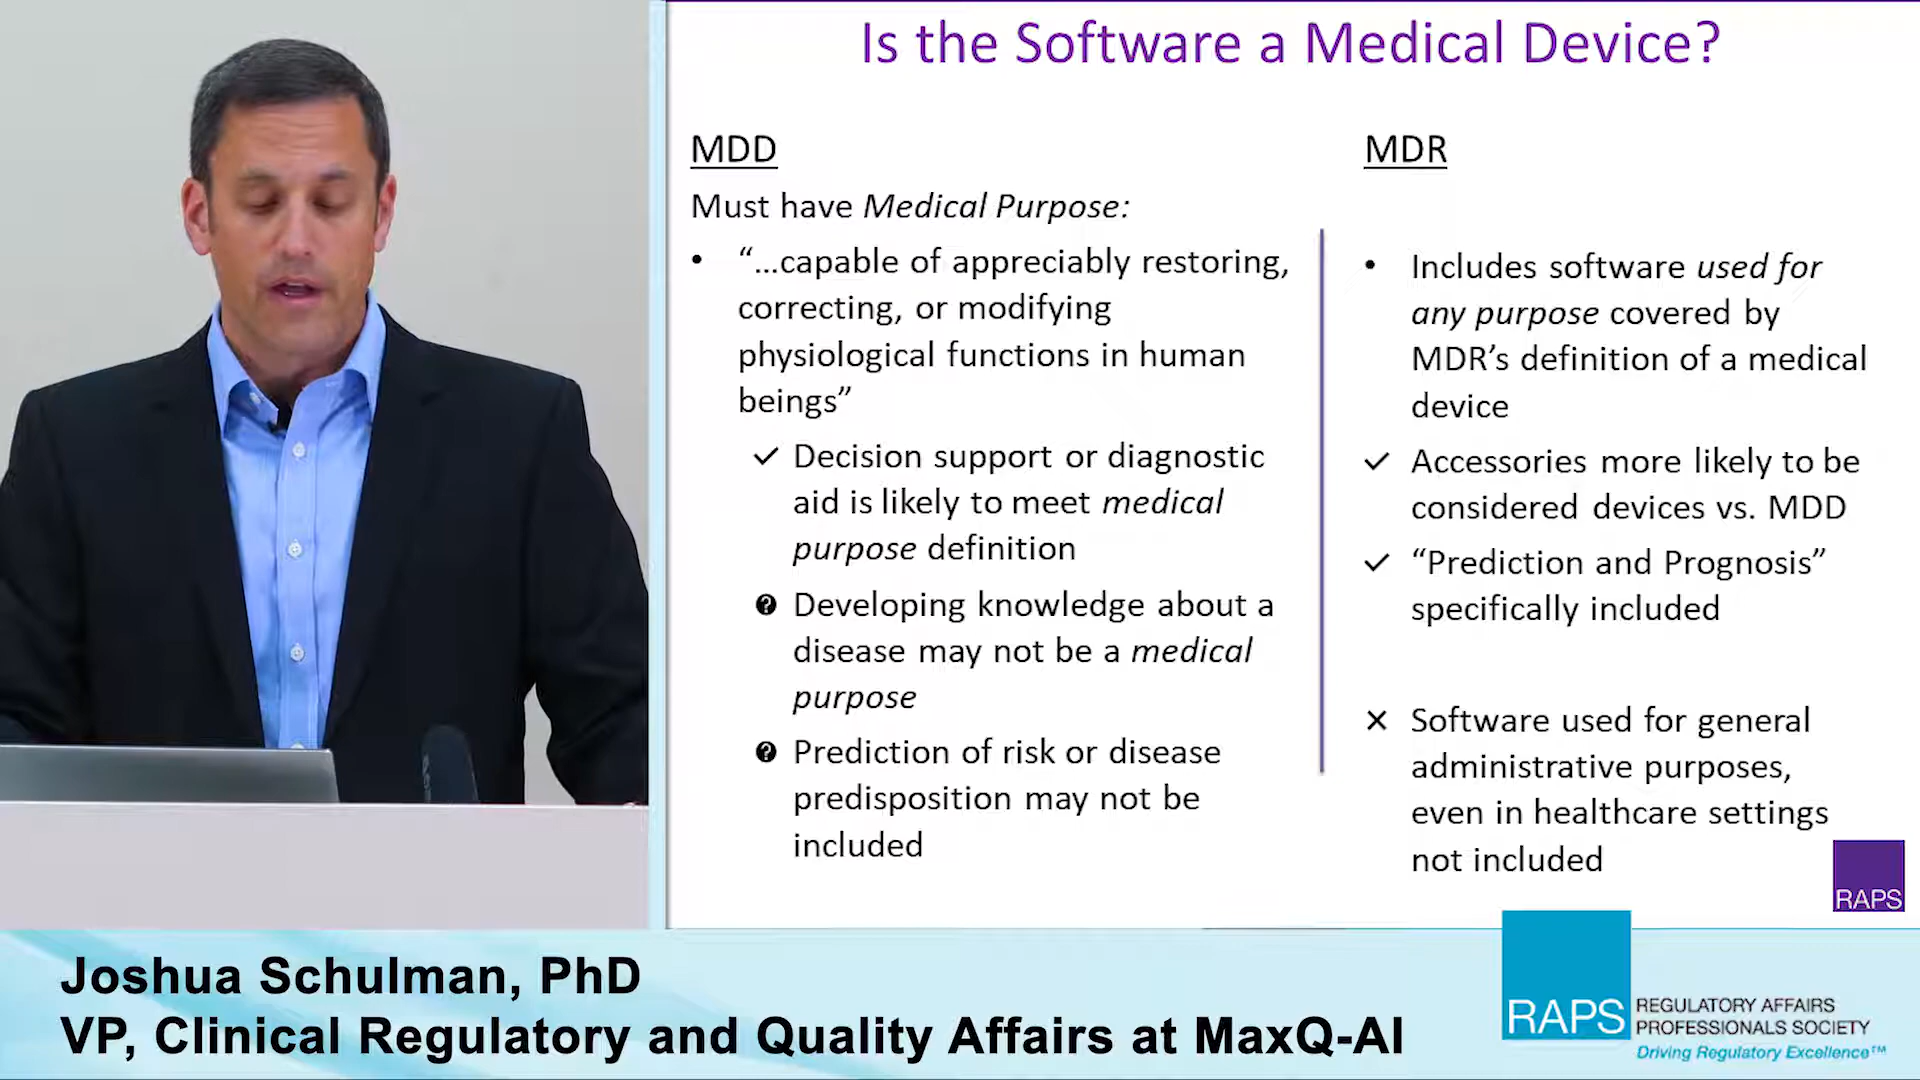 Is the Software a Medical Device?
MDD
Must have Medical Purpose:
• “…capable of appreciably restoring,
correcting, or modifying
physiological functions in human
beings”
✓ Decision support or diagnostic
aid is likely to meet medical
purpose definition
? Developing knowledge about a
disease may not be a medical
purpose
? Prediction of risk or disease
predisposition may not be
included
MDR
• Includes software used for
any purpose covered by
MDR’s definition of a medical
device
✓ Accessories more likely to be
considered devices vs. MDD
✓ “Prediction and Prognosis”
specifically included
✕ Software used for general
administrative purposes,
even in healthcare settings
not included
RAPS
Joshua Schulman, PhD
VP, Clinical Regulatory and Quality Affairs at MaxQ-AI
RAPS
REGULATORY AFFAIRS
PROFESSIONALS SOCIETY
Driving Regulatory Excellence™